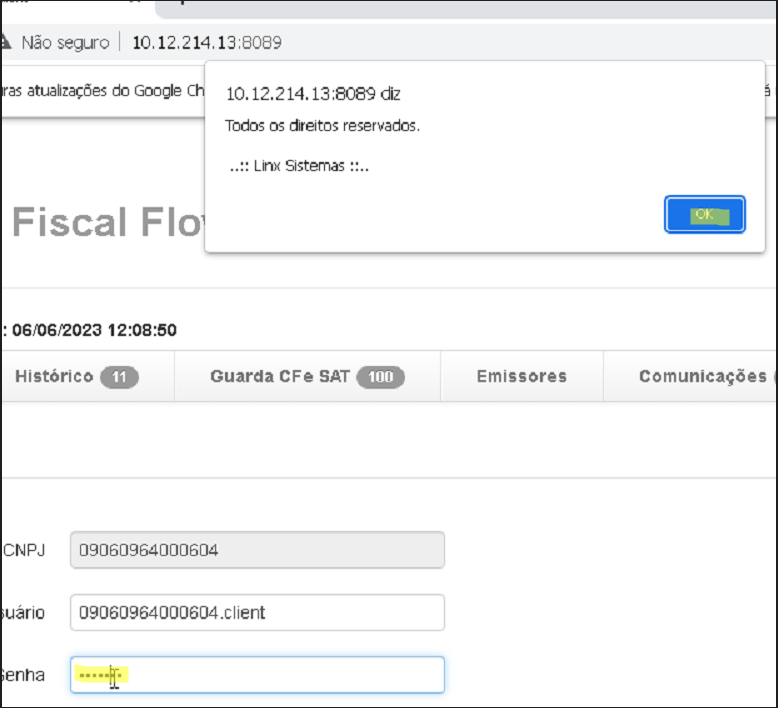 Não seguro 10.12.214.13:8089
ras atualizações do Google Ch
10.12.214.13:8089 diz
Todos os direitos reservados.
..:: Linx Sistemas ::..
OK
Fiscal Flo
: 06/06/2023 12:08:50
Histórico 11 Guarda CFe SAT 100 Emissores Comunicações
CNPJ 09060964000604
suário 09060964000604.client
Senha